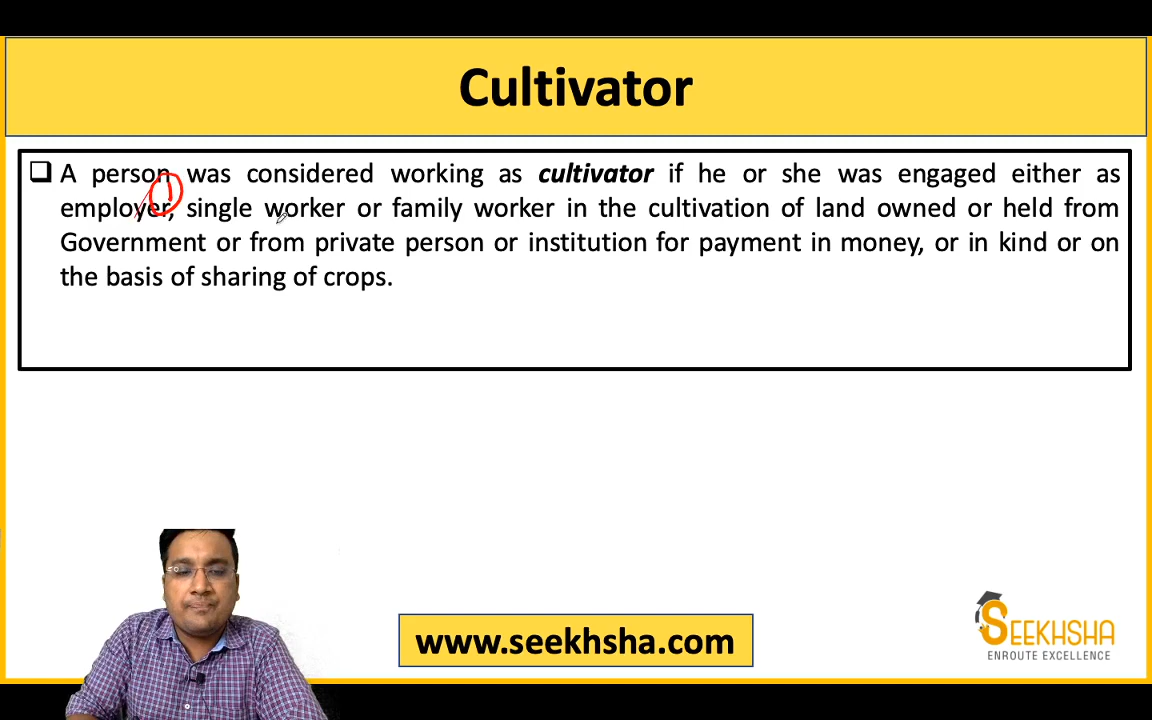 Cultivator
❑ A person was considered working as cultivator if he or she was engaged either as
employer, single worker or family worker in the cultivation of land owned or held from
Government or from private person or institution for payment in money, or in kind or on
the basis of sharing of crops.
1
www.seekhsha.com
SEEKHSHA
ENROUTE EXCELLENCE